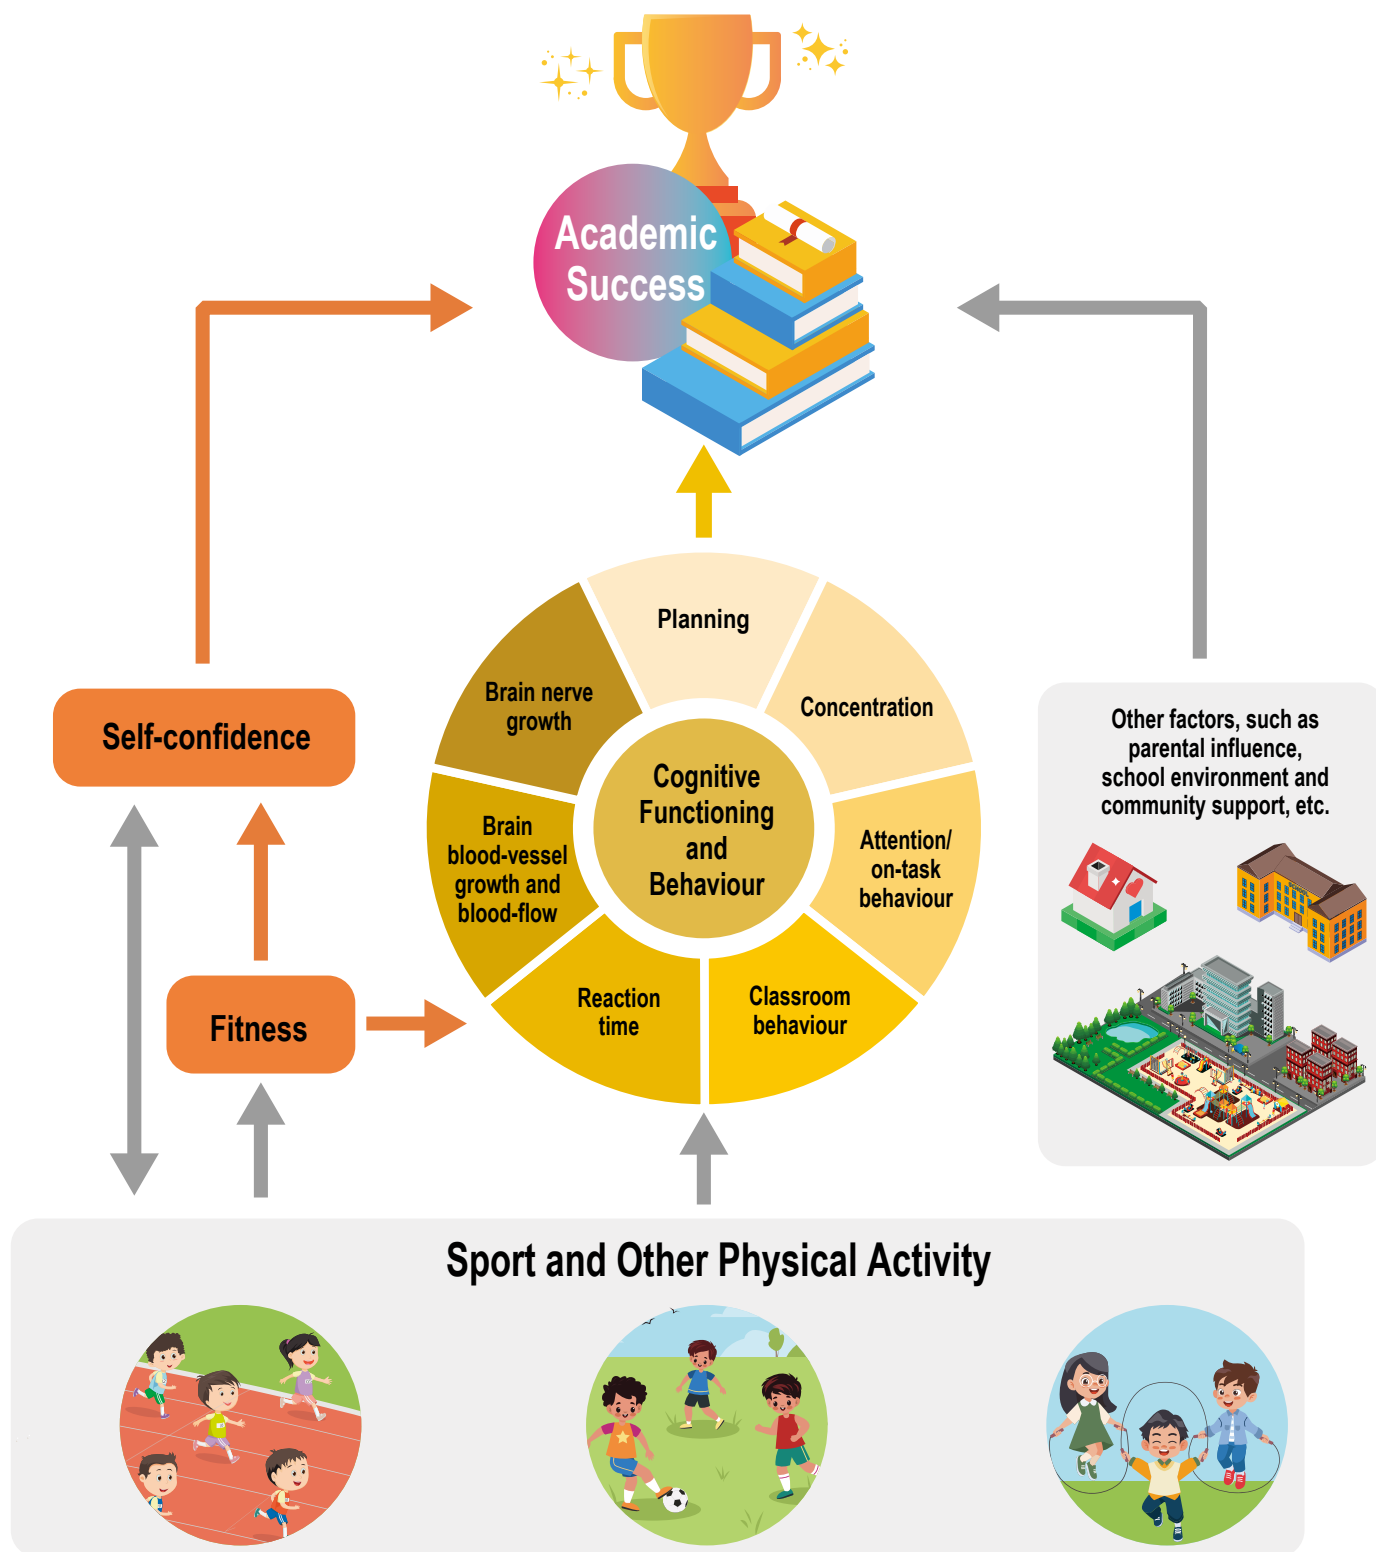 Academic
Success
Planning
Brain nerve
growth
Concentration
Self-confidence
Cognitive
Functioning
and
Behaviour
Other factors, such as
parental influence,
school environment and
community support, etc.
Brain
blood-vessel
growth and
blood-flow
Attention/
on-task
behaviour
Reaction
time
Classroom
behaviour
Fitness
Sport and Other Physical Activity